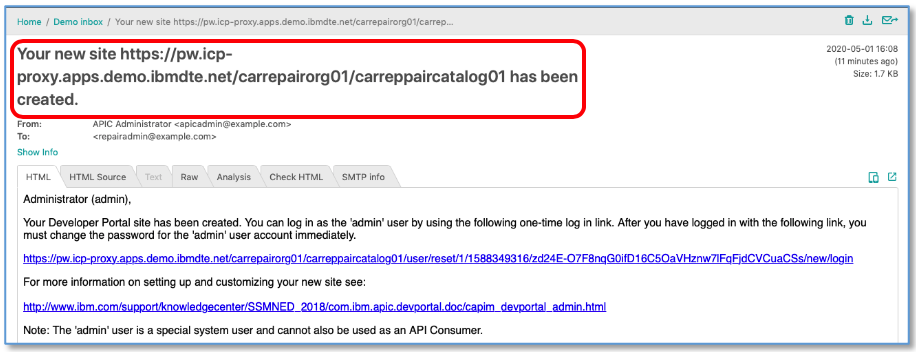 Home / Demo inbox / Your new site https://pw.icp-proxy.apps.demo.ibmdte.net/carrepairorg01/carrep...
Your new site https://pw.icp-
proxy.apps.demo.ibmdte.net/carrepairorg01/carreppaircatalog01 has been
created.
2020-05-01 16:08
(11 minutes ago)
Size: 1.7 KB
From: APIC Administrator <apicadmin@example.com>
To: <repairadmin@example.com>
Show Info
HTML HTML Source Text Raw Analysis Check HTML SMTP info
Administrator (admin),
Your Developer Portal site has been created. You can log in as the 'admin' user by using the following one-time log in link. After you have logged in with the following link, you
must change the password for the 'admin' user account immediately.
https://pw.icp-proxy.apps.demo.ibmdte.net/carrepairorg01/carreppaircatalog01/user/reset/1/1588349316/zd24E-O7F8nqG0ifD16C5OaVHznw7lFqFjdCVCuaCSs/new/login
For more information on setting up and customizing your new site see:
http://www.ibm.com/support/knowledgecenter/SSMNED_2018/com.ibm.apic.devportal.doc/capim_devportal_admin.html
Note: The 'admin' user is a special system user and cannot also be used as an API Consumer.